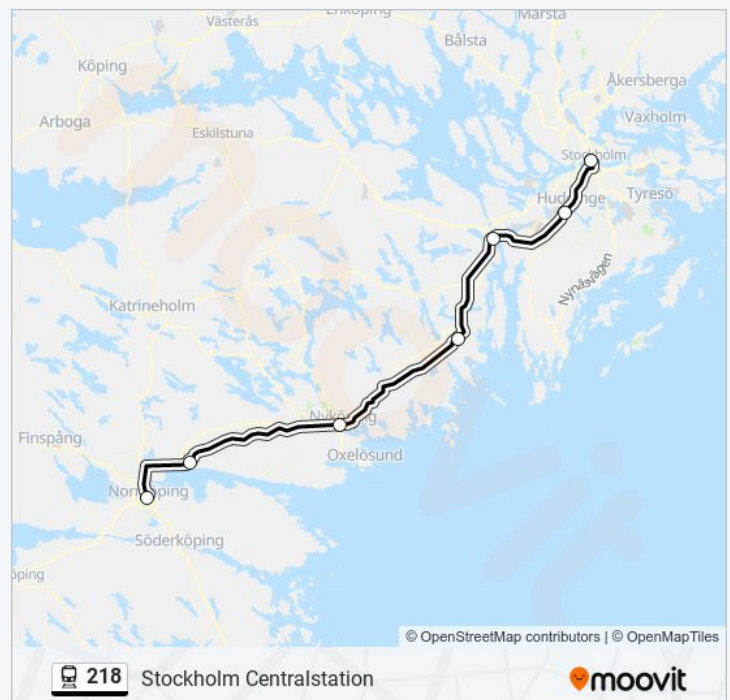 Enköping
Märsta
Västerås
Bålsta
Köping
Åkersberga
Arboga
Vaxholm
Eskilstuna
Stockholm
Huddinge
Tyresö
Nynäsvägen
Katrineholm
Nyköping
Finspång
Oxelösund
Norrköping
Söderköping
öping
moovit
© OpenStreetMap contributors | © OpenMapTiles
218 Stockholm Centralstation
moovit